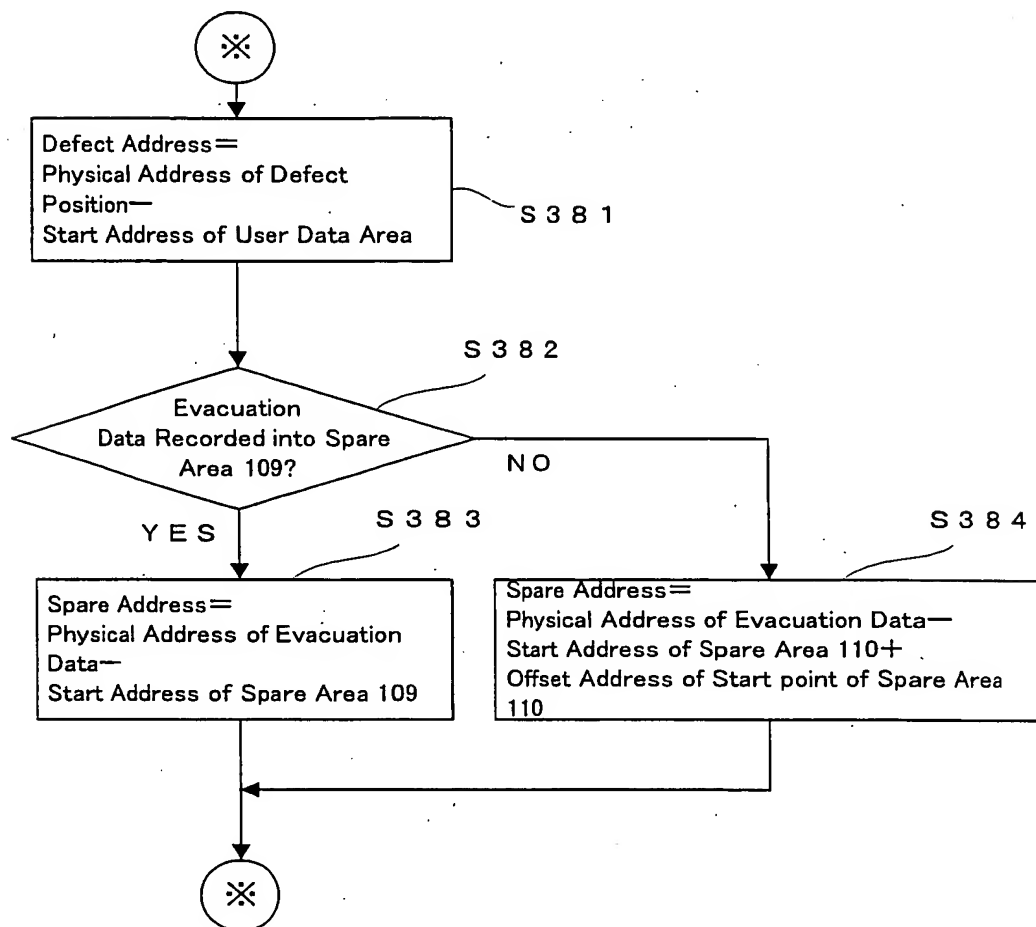 ※
Defect Address＝
Physical Address of Defect
Position—
Start Address of User Data Area
S381
S382
Evacuation
Data Recorded into Spare
Area 109?
NO
YES
S383
S384
Spare Address＝
Physical Address of Evacuation
Data—
Start Address of Spare Area 109
Spare Address＝
Physical Address of Evacuation Data—
Start Address of Spare Area 110＋
Offset Address of Start point of Spare Area
110
※